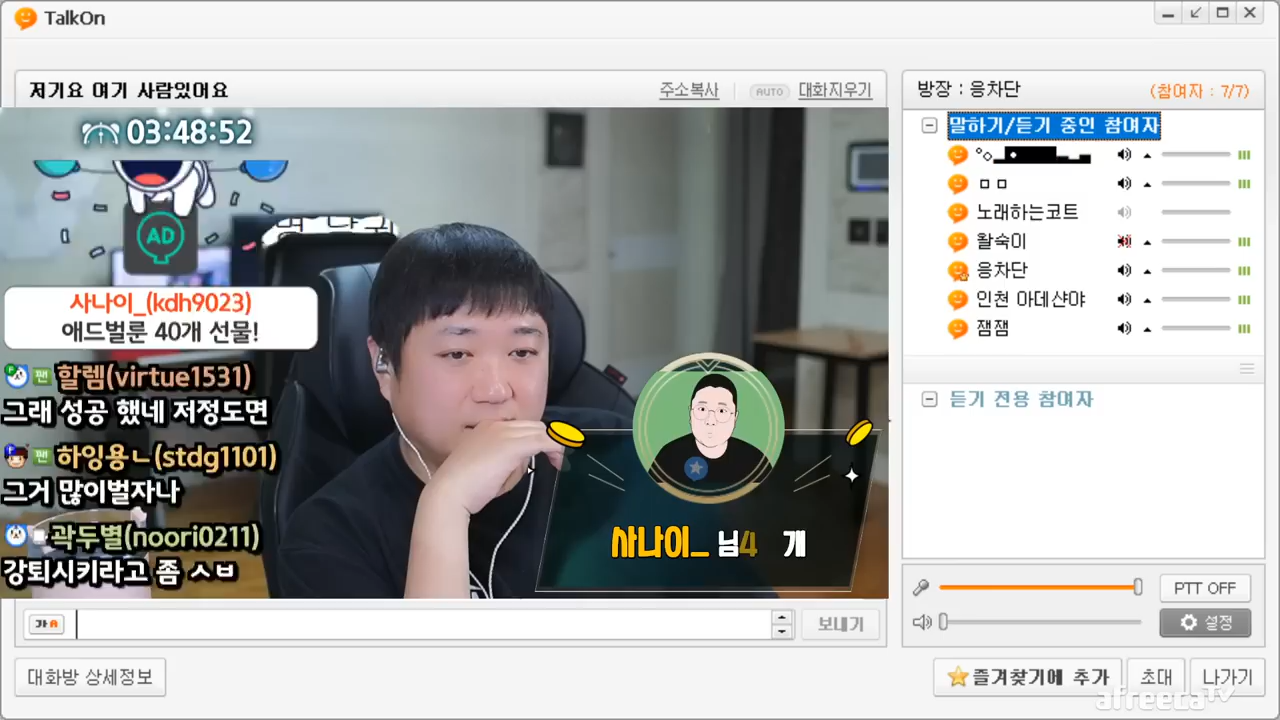 TalkOn
저기요 여기 사람있어요
주소복사
AUTO
대화지우기
03:48:52
AD
사나이_(kdh9023)
애드벌룬 40개 선물!
할렘(virtue1531)
그래 성공 했네 저정도면
하잉용ㄴ(stdg1101)
그거 많이벌자나
곽두별(noori0211)
강퇴시키라고 좀 ㅅㅂ
사나이_ 님4 개
가A
보내기
대화방 상세정보
방장 : 응차단
(참여자 : 7/7)
말하기/듣기 중인 참여자
ㅁ ㅁ
노래하는코트
촬숙이
응차단
인천 아데샨야
잼잼
듣기 전용 참여자
PTT OFF
설정
즐겨찾기에 추가
초대
나가기
afreecaTV